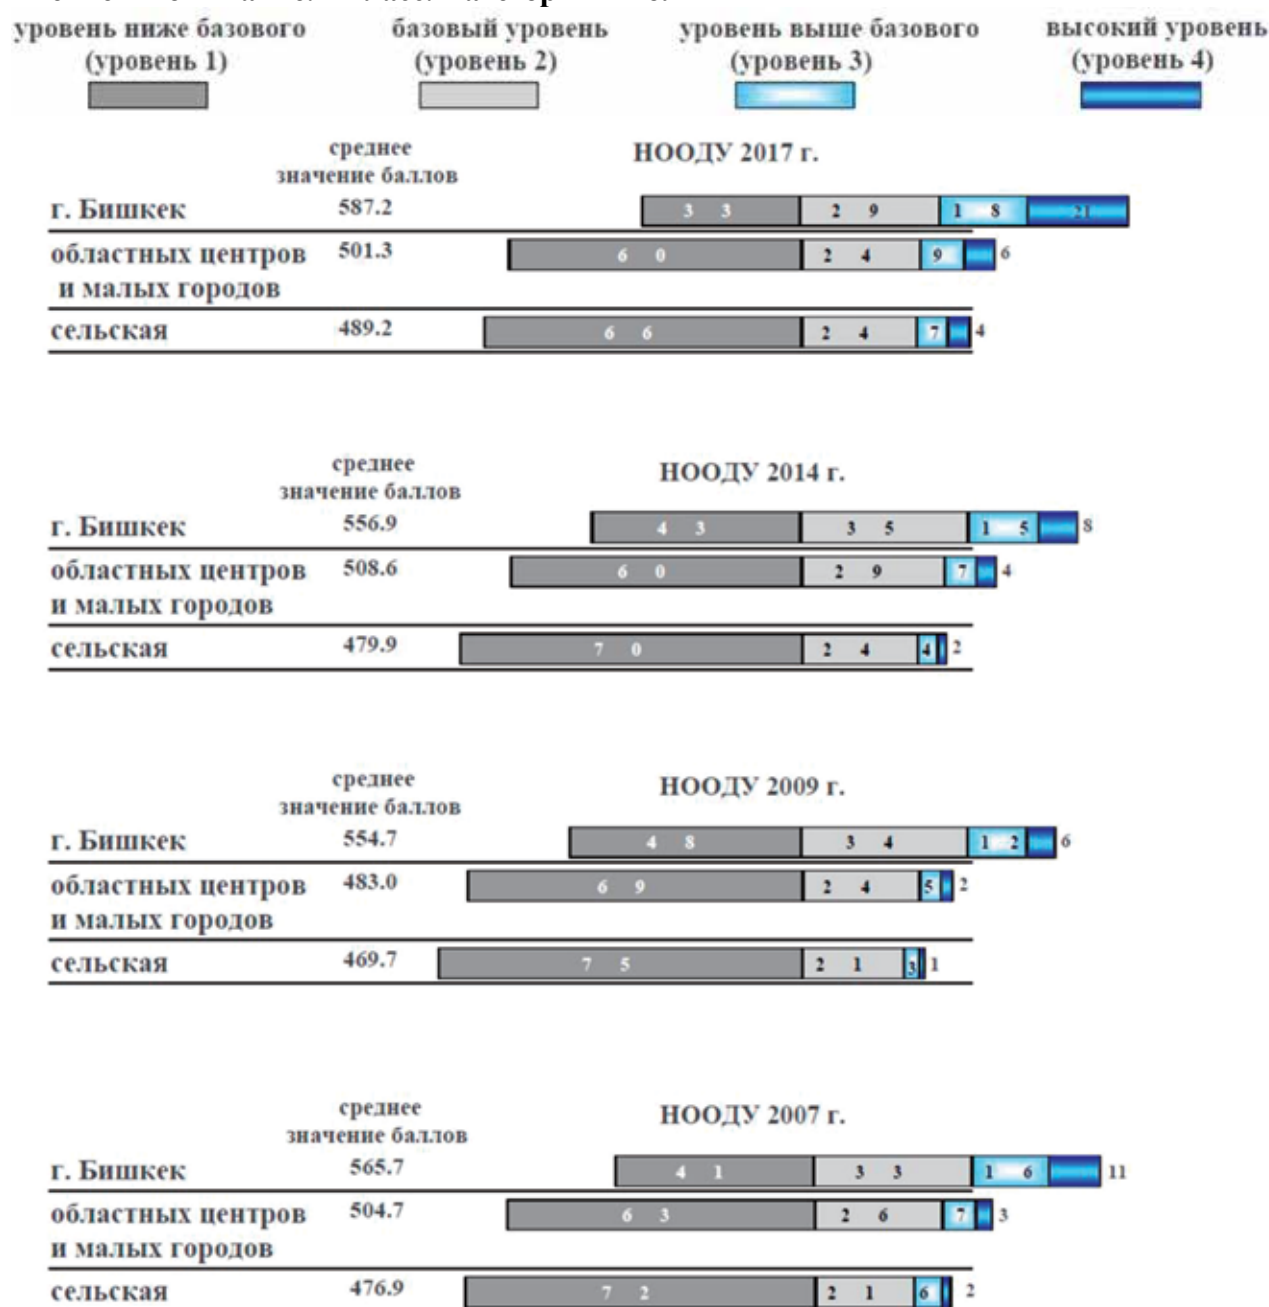 уровень ниже базового базовый уровень уровень выше базового высокий уровень
(уровень 1) (уровень 2) (уровень 3) (уровень 4)
среднее НООДУ 2017 г.
значение баллов
г. Бишкек 587.2 3 3 2 9 1 8 21
областных центров 501.3 6 0 2 4 9 6
и малых городов
сельская 489.2 6 6 2 4 7 4
среднее НООДУ 2014 г.
значение баллов
г. Бишкек 556.9 4 3 3 5 1 5 8
областных центров 508.6 6 0 2 9 7 4
и малых городов
сельская 479.9 7 0 2 4 4 2
среднее НООДУ 2009 г.
значение баллов
г. Бишкек 554.7 4 8 3 4 1 2 6
областных центров 483.0 6 9 2 4 5 2
и малых городов
сельская 469.7 7 5 2 1 3 1
среднее НООДУ 2007 г.
значение баллов
г. Бишкек 565.7 4 1 3 3 1 6 11
областных центров 504.7 6 3 2 6 7 3
и малых городов
сельская 476.9 7 2 2 1 6 2